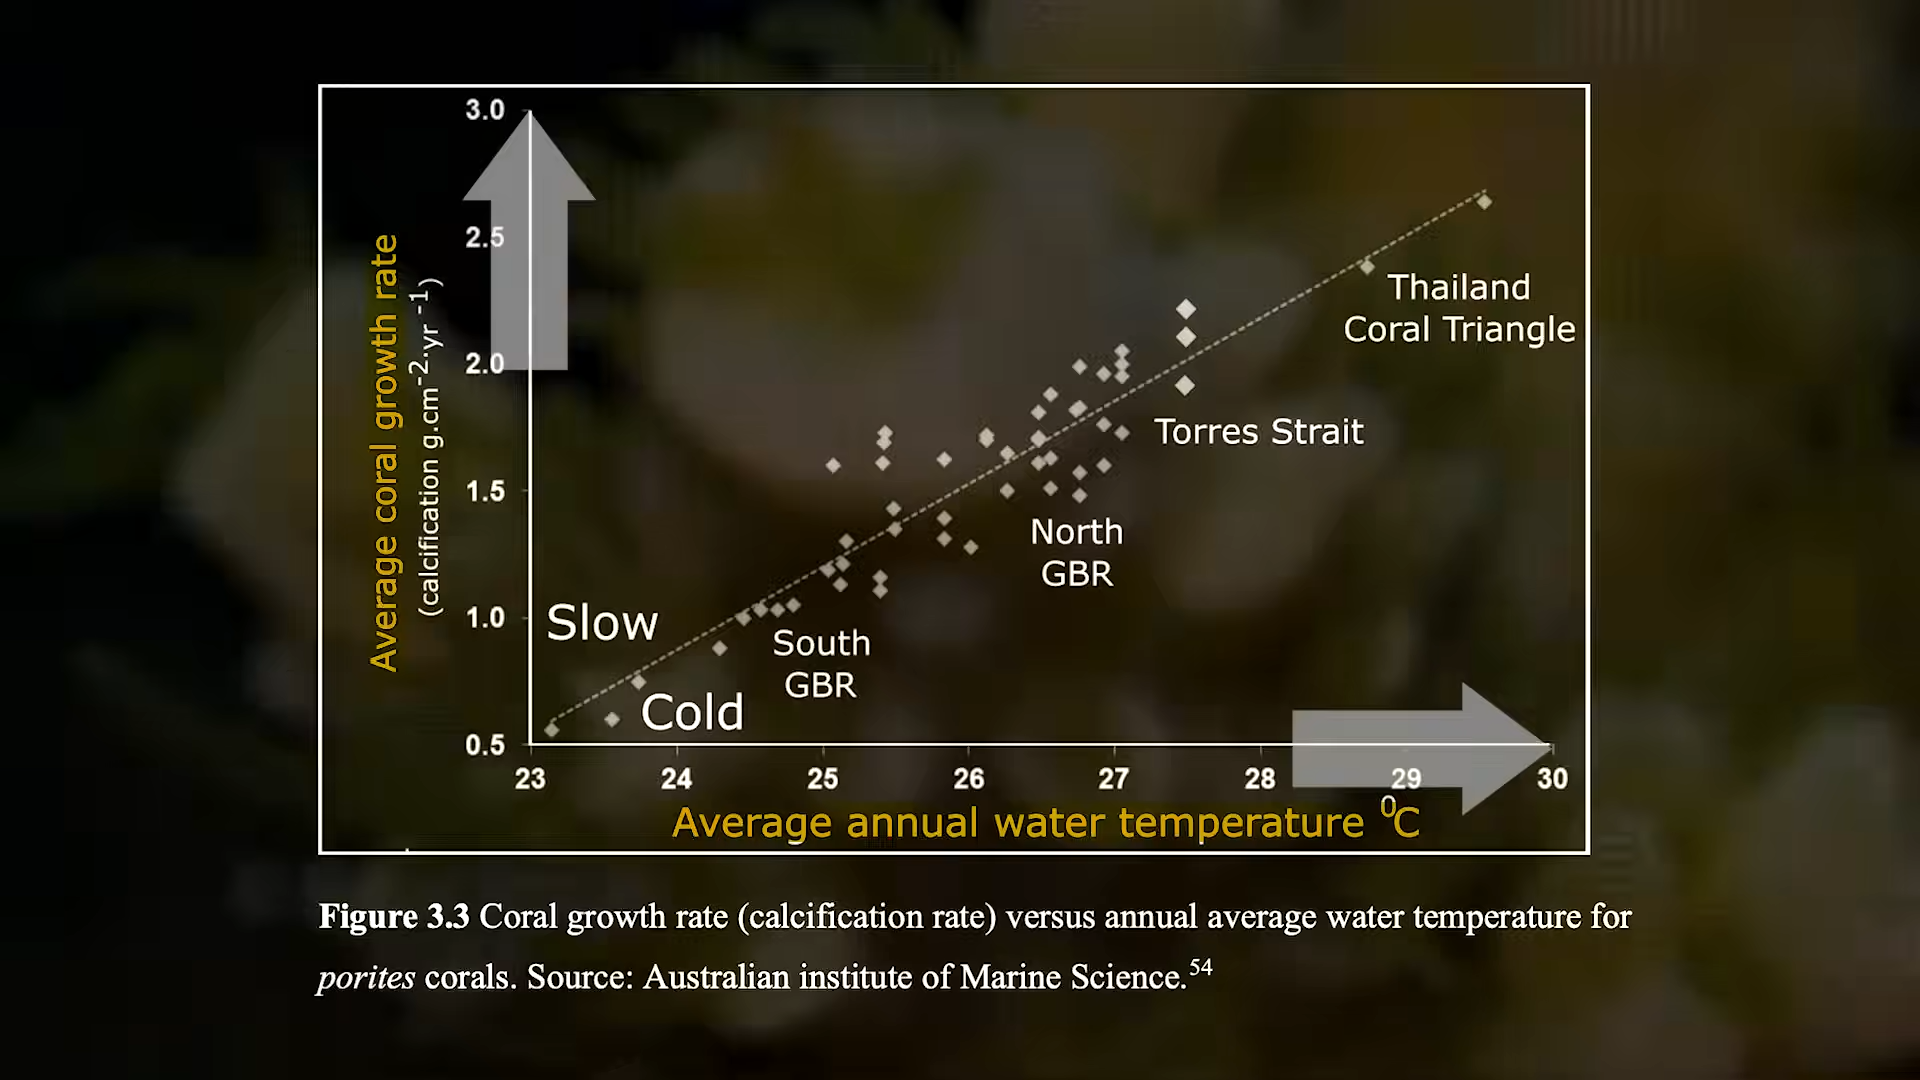 3.0
2.5
2.0
1.5
1.0
0.5
Average coral growth rate
(calcification g.cm⁻².yr ⁻¹)
Thailand
Coral Triangle
Torres Strait
North
GBR
Slow
South
GBR
Cold
23 24 25 26 27 28 29 30
Average annual water temperature ⁰C
Figure 3.3 Coral growth rate (calcification rate) versus annual average water temperature for
porites corals. Source: Australian institute of Marine Science.⁵⁴